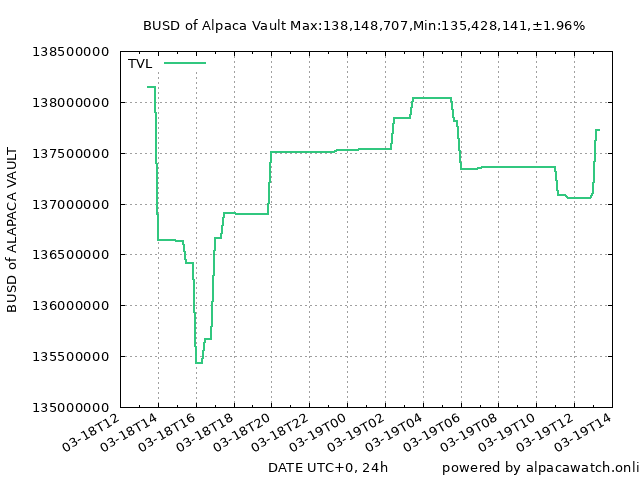 BUSD of Alpaca Vault Max:138,148,707,Min:135,428,141,±1.96%
TVL
138500000
138000000
137500000
137000000
136500000
136000000
135500000
135000000
BUSD of ALAPACA VAULT
03-18T12
03-18T14
03-18T16
03-18T18
03-18T20
03-18T22
03-19T00
03-19T02
03-19T04
03-19T06
03-19T08
03-19T10
03-19T12
03-19T14
DATE UTC+0, 24h
powered by alpacawatch.onli